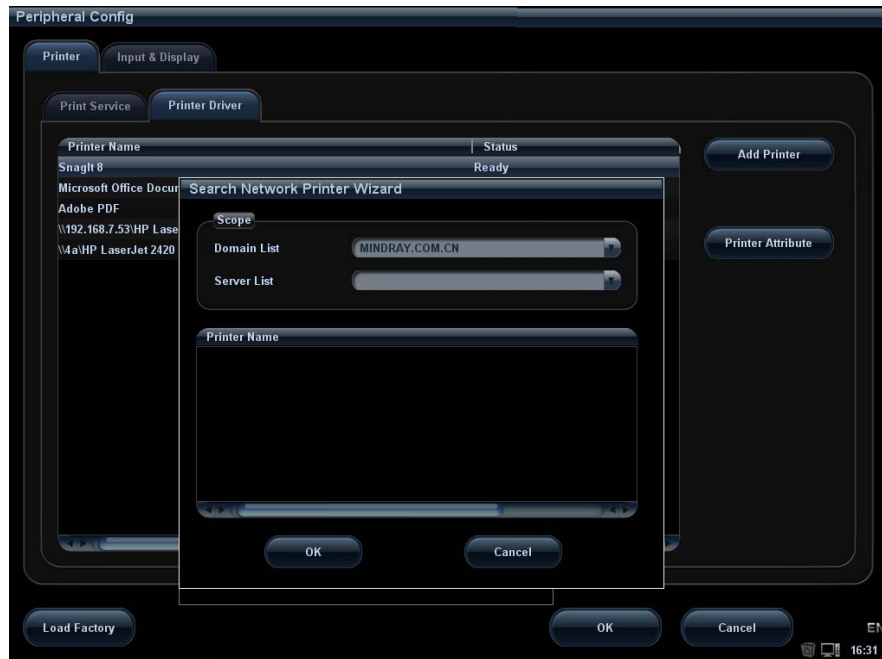 Peripheral Config
Printer Input & Display
Print Service Printer Driver
Printer Name Status
SnagIt 8 Ready
Add Printer
Microsoft Office Docu
Adobe PDF
\\192.168.7.53\HP Lase
\\4a\HP LaserJet 2420
Printer Attribute
Search Network Printer Wizard
Scope
Domain List MINDRAY.COM.CN
Server List
Printer Name
OK Cancel
Load Factory OK Cancel EN
16:31